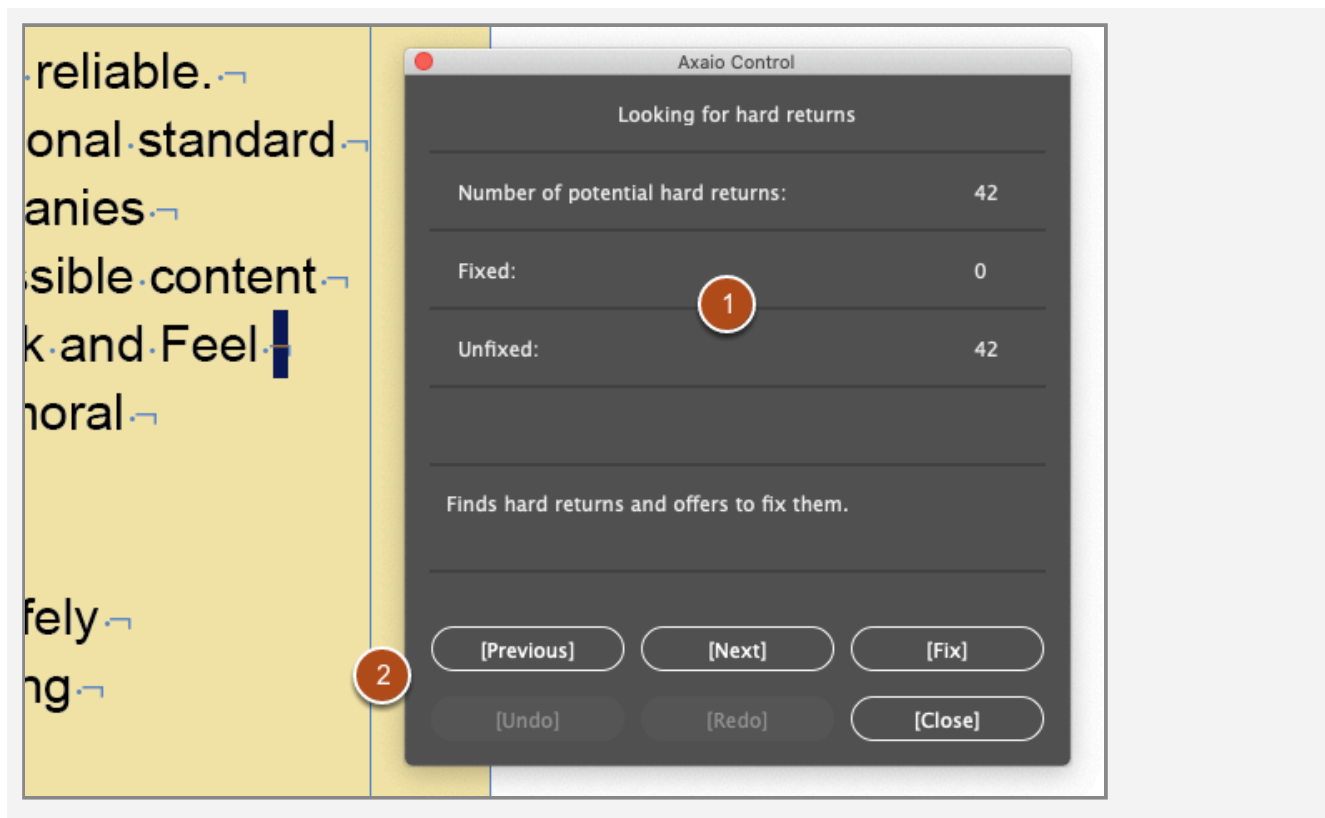 reliable.
onal standard
anies
sible content
k and Feel
oral
fely
ng
Axaio Control
Looking for hard returns
Number of potential hard returns: 42
Fixed: 0
1
Unfixed: 42
Finds hard returns and offers to fix them.
[Previous] [Next] [Fix]
2
[Undo] [Redo] [Close]